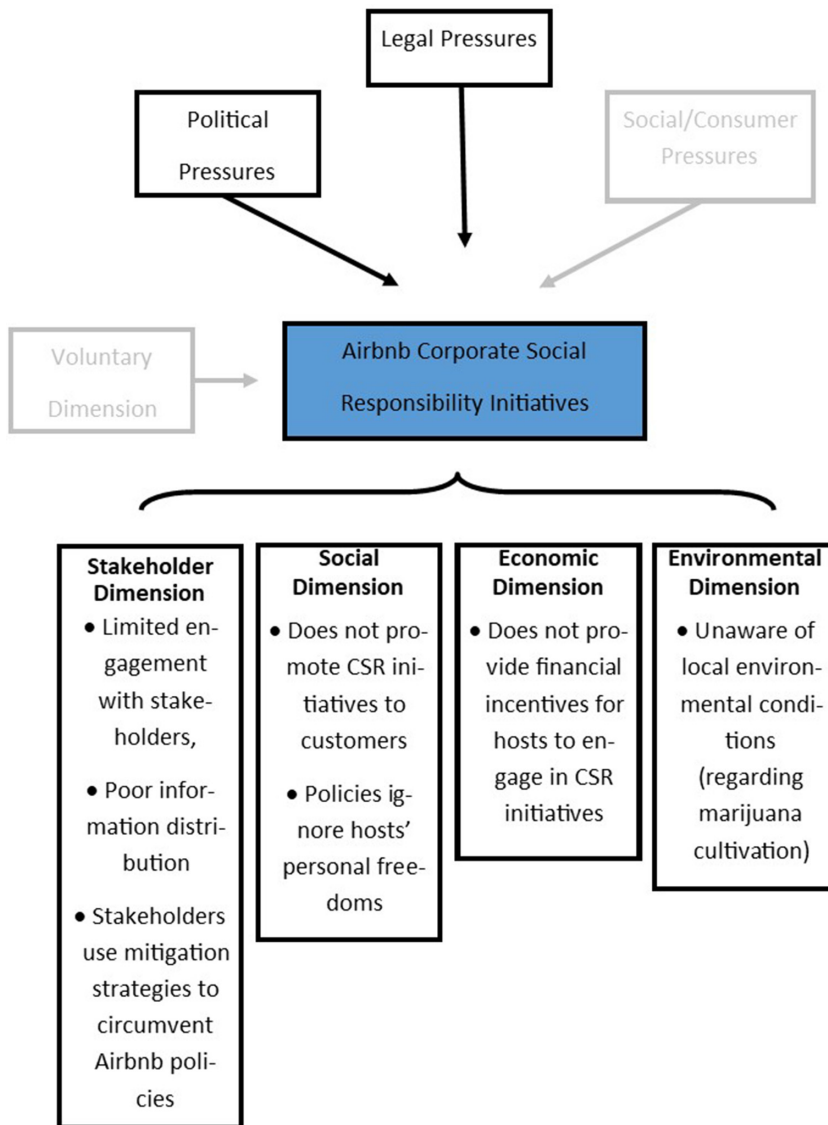 Legal Pressures
Political
Pressures
Social/Consumer
Pressures
Voluntary
Dimension
Airbnb Corporate Social
Responsibility Initiatives
Stakeholder
Dimension
• Limited en-
gagement
with stake-
holders,
• Poor infor-
mation distri-
bution
• Stakeholders
use mitigation
strategies to
circumvent
Airbnb poli-
cies
Social
Dimension
• Does not pro-
mote CSR ini-
tiatives to
customers
• Policies ig-
nore hosts’
personal free-
doms
Economic
Dimension
• Does not pro-
vide financial
incentives for
hosts to en-
gage in CSR
initiatives
Environmental
Dimension
• Unaware of
local environ-
mental condi-
tions
(regarding
marijuana
cultivation)